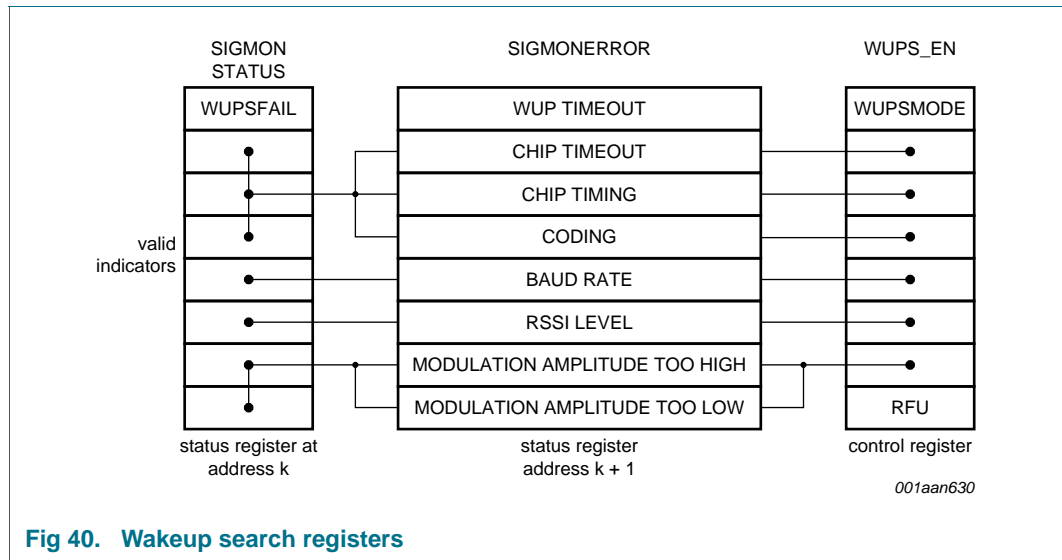 SIGMON
STATUS
SIGMONERROR
WUPS_EN
WUPSFAIL
WUP TIMEOUT
WUPSMODE
CHIP TIMEOUT
CHIP TIMING
CODING
valid
indicators
BAUD RATE
RSSI LEVEL
MODULATION AMPLITUDE TOO HIGH
MODULATION AMPLITUDE TOO LOW
RFU
status register at
address k
status register
address k + 1
control register
001aan630
Fig 40. Wakeup search registers